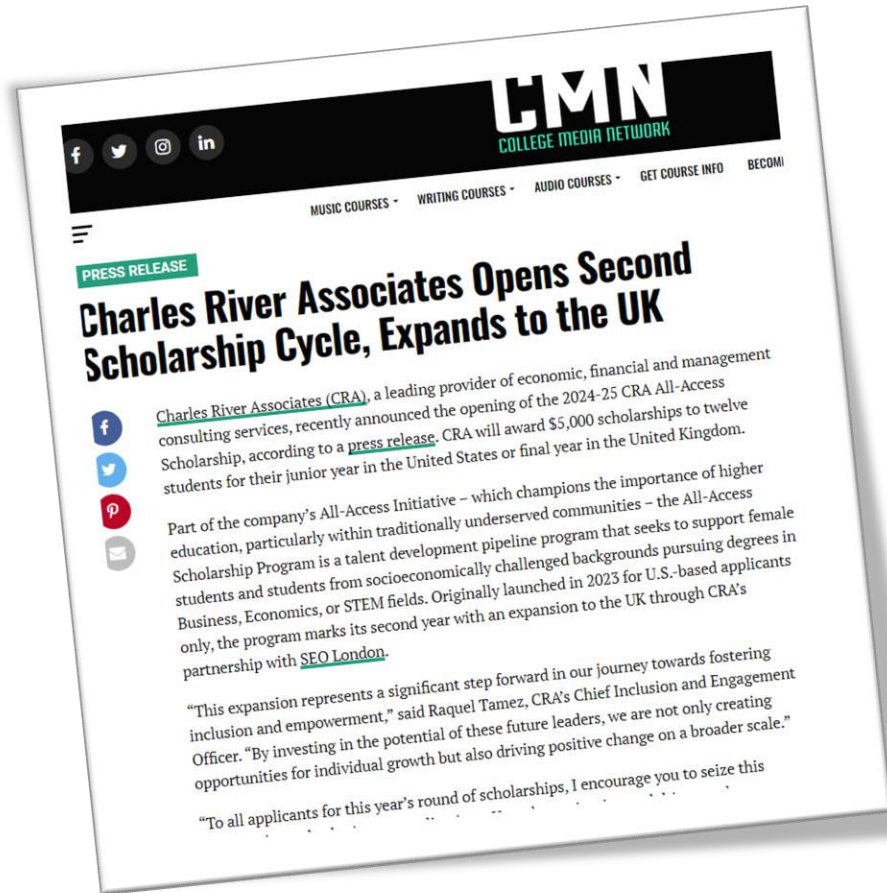 CMN
COLLEGE MEDIA NETWORK
MUSIC COURSES
WRITING COURSES
AUDIO COURSES
GET COURSE INFO
PRESS RELEASE
Charles River Associates Opens Second
Scholarship Cycle, Expands to the UK
Charles River Associates (CRA), a leading provider of economic, financial and management
consulting services, recently announced the opening of the 2024-25 CRA All-Access
Scholarship, according to a press release. CRA will award $5,000 scholarships to twelve
students for their junior year in the United States or final year in the United Kingdom.
Part of the company’s All-Access Initiative – which champions the importance of higher
education, particularly within traditionally underserved communities – the All-Access
Scholarship Program is a talent development pipeline program that seeks to support female
students and students from socioeconomically challenged backgrounds pursuing degrees in
Business, Economics, or STEM fields. Originally launched in 2023 for U.S.-based applicants
only, the program marks its second year with an expansion to the UK through CRA’s
partnership with SEO London.
“This expansion represents a significant step forward in our journey towards fostering
inclusion and empowerment,” said Raquel Tamez, CRA’s Chief Inclusion and Engagement
Officer. “By investing in the potential of these future leaders, we are not only creating
opportunities for individual growth but also driving positive change on a broader scale.”
“To all applicants for this year’s round of scholarships, I encourage you to seize this